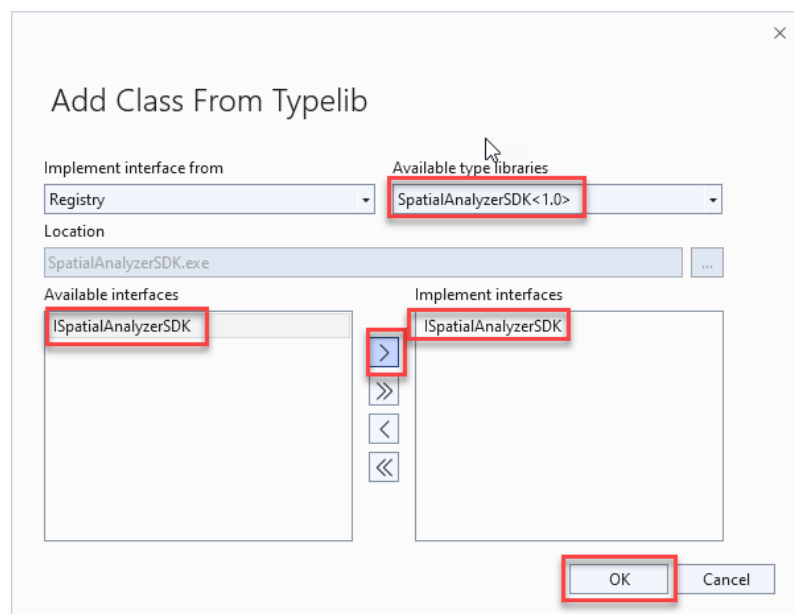 Add Class From Typelib
Implement interface from
Available type libraries
Registry
SpatialAnalyzerSDK<1.0>
Location
SpatialAnalyzerSDK.exe
...
Available interfaces
Implement interfaces
ISpatialAnalyzerSDK
ISpatialAnalyzerSDK
>
>>
<
<<
OK
Cancel